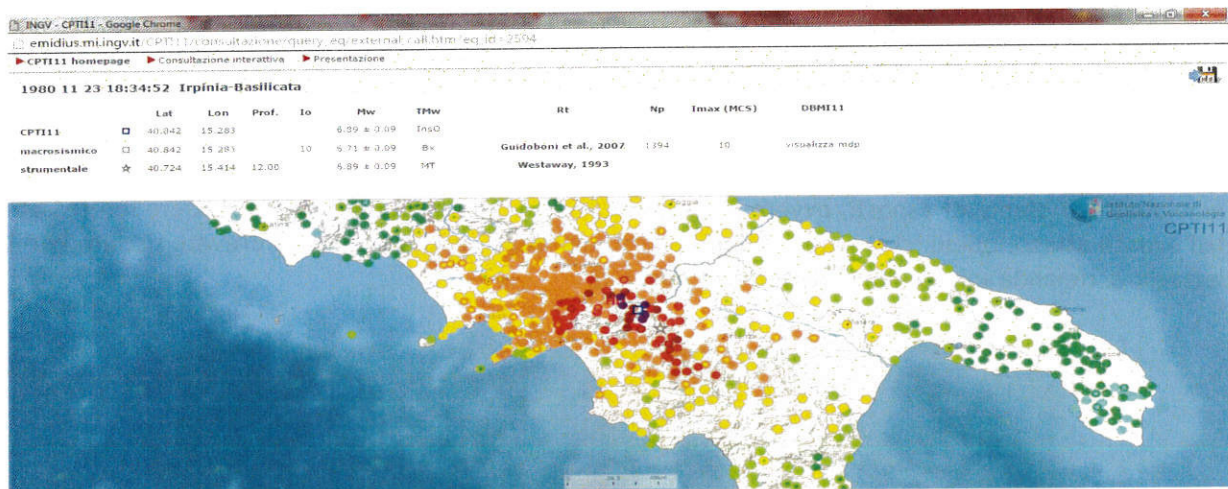 INGV - CPTI11 - Google Chrome
emidius.mi.ingv.it/CPTI11/consultazione/query_eq/external_call.htm?eq_id=2594
CPTI11 homepage Consultazione interattiva Presentazione
1980 11 23 18:34:52 Irpinia-Basilicata
Lat Lon Prof. Io Mw TMw Rt Np Imax (MCS) DBMI11
CPTI11 40.842 15.283 6.89 ± 0.09 InsO
macrosismico 40.842 15.283 10 6.71 ± 0.09 Bx Guidoboni et al., 2007 1394 10 visualizza mdp
strumentale 40.724 15.414 12.00 6.89 ± 0.09 MT Westaway, 1993
Istituto Nazionale di
Geofisica e Vulcanologia
CPTI11